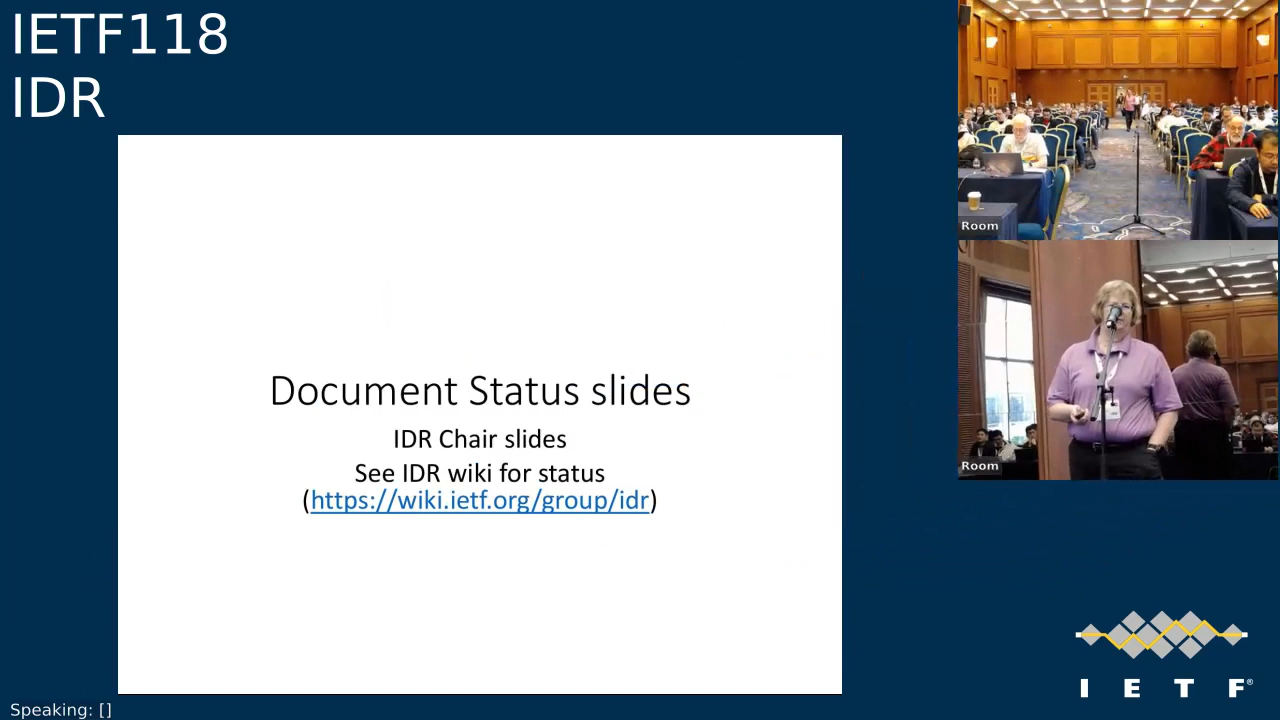 IETF118
IDR
Document Status slides
IDR Chair slides
See IDR wiki for status
(https://wiki.ietf.org/group/idr)
Room
Room
I E T F®
Speaking: []